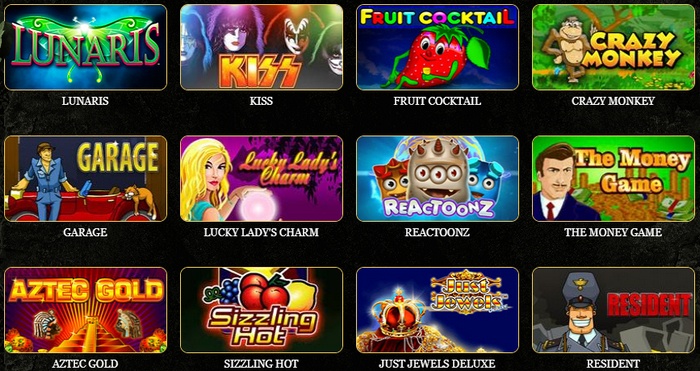 LUNARIS
KISS
FRUIT COCKTAIL
CRAZY
MONKEY
LUNARIS
KISS
FRUIT COCKTAIL
CRAZY MONKEY
GARAGE
Lucky Lady's
Charm
REACTOONZ
The Money
Game
GARAGE
LUCKY LADY'S CHARM
REACTOONZ
THE MONEY GAME
AZTEC GOLD
Sizzling
Hot
Just
Jewels
RESIDENT
AZTEC GOLD
SIZZLING HOT
JUST JEWELS DELUXE
RESIDENT